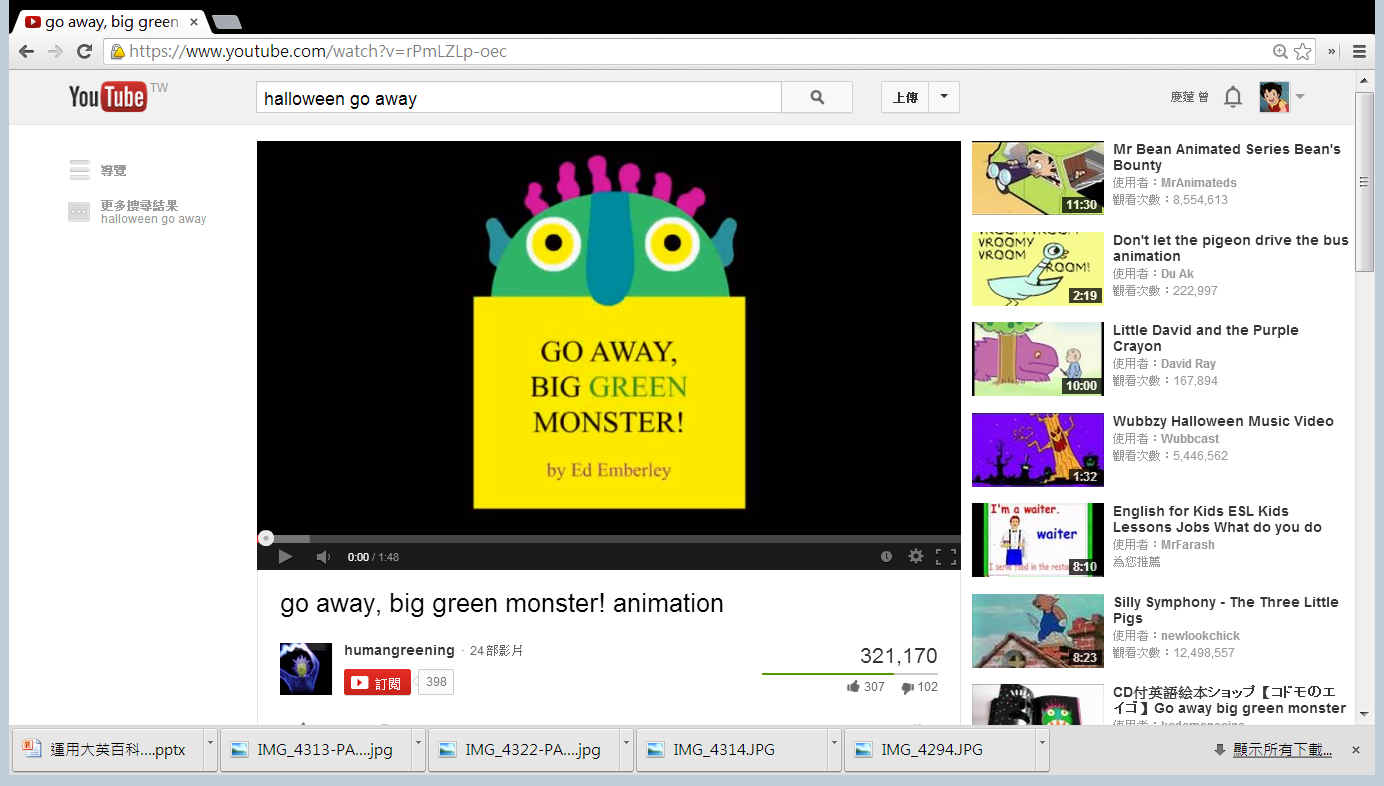 go away, big green
https://www.youtube.com/watch?v=rPmLZLp-oec
YouTube TW
halloween go away
上傳
慶蓮 曾
導覽
更多搜尋結果
halloween go away
GO AWAY,
BIG GREEN
MONSTER!
by Ed Emberley
0:00 / 1:48
go away, big green monster! animation
humangreening · 24 部影片
訂閱 398
321,170
307 102
Mr Bean Animated Series Bean's
Bounty
使用者：MrAnimateds
觀看次數：8,554,613
11:30
VROOMY
VROOM
ROOM!
2:19
Don't let the pigeon drive the bus
animation
使用者：Du Ak
觀看次數：222,997
Little David and the Purple
Crayon
使用者：David Ray
觀看次數：167,894
10:00
Wubbzy Halloween Music Video
使用者：Wubbcast
觀看次數：5,446,562
1:32
I'm a waiter.
waiter
I serve food in the
8:10
English for Kids ESL Kids
Lessons Jobs What do you do
使用者：MrFarash
為您推薦
Silly Symphony - The Three Little
Pigs
使用者：newlookchick
觀看次數：12,498,557
8:23
CD付英語絵本ショップ【コドモのエ
イゴ】Go away big green monster
運用大英百科....pptx
IMG_4313-PA....jpg
IMG_4322-PA....jpg
IMG_4314.JPG
IMG_4294.JPG
顯示所有下載...